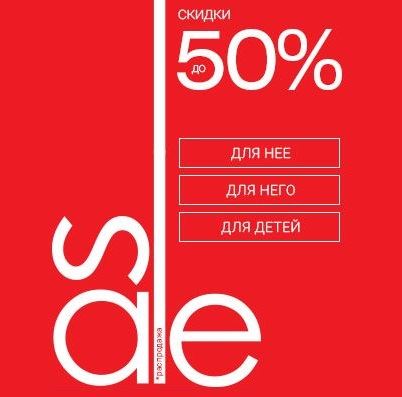 СКИДКИ
до 50%
ДЛЯ НЕЕ
ДЛЯ НЕГО
ДЛЯ ДЕТЕЙ
sale
*распродажа